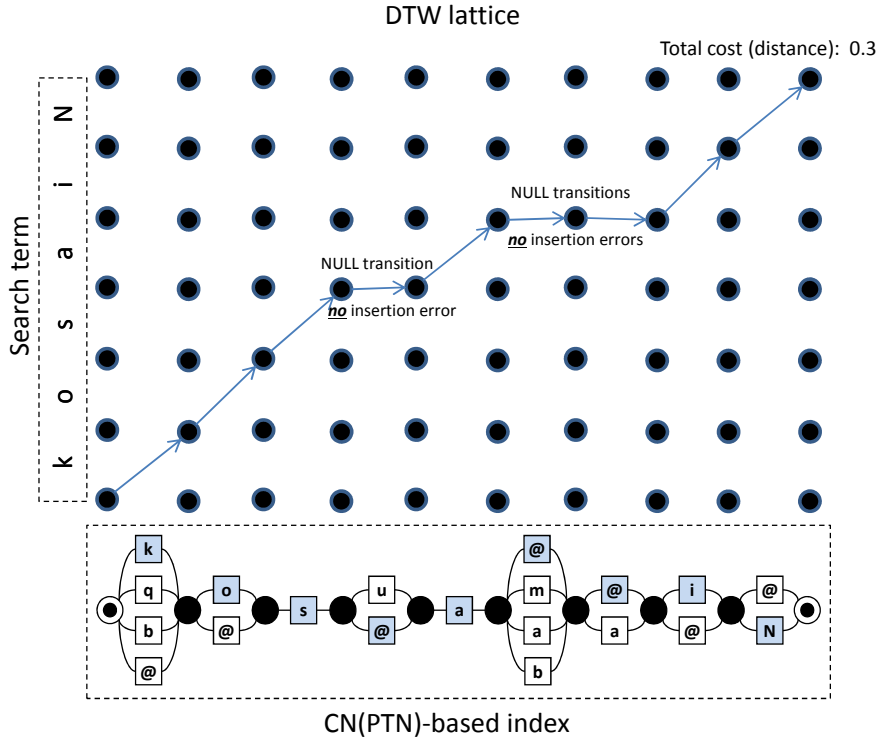 DTW lattice
Total cost (distance): 0.3
Search term
k o s a i N
NULL transitions
no insertion errors
NULL transition
no insertion error
k @
q o u m @ i @
s a
b @ @ a a @ N
@ b
CN(PTN)-based index